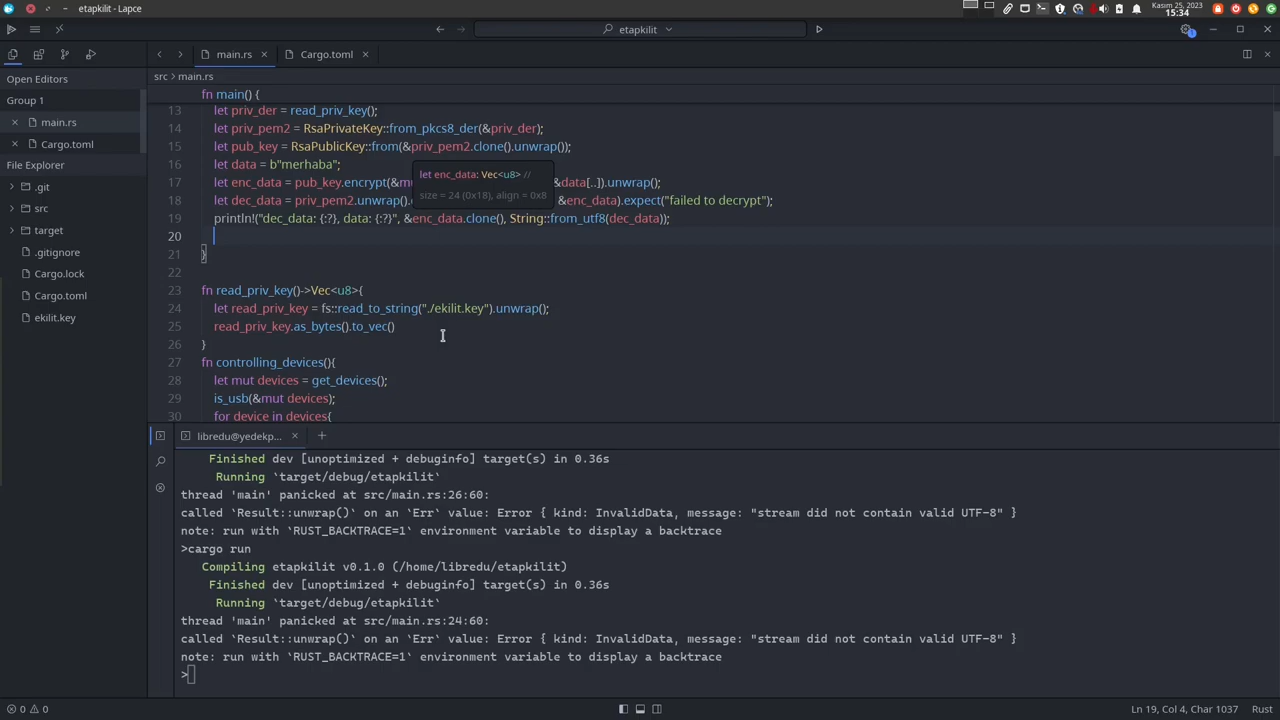 etapkilit - Lapce
Kasım 25, 2023
15:34
etapkilit
main.rs
Cargo.toml
Open Editors
src > main.rs
Group 1
main.rs
Cargo.toml
File Explorer
.git
src
target
.gitignore
Cargo.lock
Cargo.toml
ekilit.key
fn main() {
13 let priv_der = read_priv_key();
14 let priv_pem2 = RsaPrivateKey::from_pkcs8_der(&priv_der);
15 let pub_key = RsaPublicKey::from(&priv_pem2.clone().unwrap());
16 let data = b"merhaba";
let enc_data: Vec<u8> //
size = 24 (0x18), align = 0x8
17 let enc_data = pub_key.encrypt(&mu &data[..]).unwrap();
18 let dec_data = priv_pem2.unwrap(). &enc_data).expect("failed to decrypt");
19 println!("dec_data: {:?}, data: {:?}", &enc_data.clone(), String::from_utf8(dec_data));
20
21 }
22
23 fn read_priv_key()->Vec<u8>{
24 let read_priv_key = fs::read_to_string("./ekilit.key").unwrap();
25 read_priv_key.as_bytes().to_vec()
26 }
27 fn controlling_devices(){
28 let mut devices = get_devices();
29 is_usb(&mut devices);
30 for device in devices{
libredu@yedekp...
Finished dev [unoptimized + debuginfo] target(s) in 0.36s
Running `target/debug/etapkilit`
thread 'main' panicked at src/main.rs:26:60:
called `Result::unwrap()` on an `Err` value: Error { kind: InvalidData, message: "stream did not contain valid UTF-8" }
note: run with `RUST_BACKTRACE=1` environment variable to display a backtrace
>cargo run
Compiling etapkilit v0.1.0 (/home/libredu/etapkilit)
Finished dev [unoptimized + debuginfo] target(s) in 0.36s
Running `target/debug/etapkilit`
thread 'main' panicked at src/main.rs:24:60:
called `Result::unwrap()` on an `Err` value: Error { kind: InvalidData, message: "stream did not contain valid UTF-8" }
note: run with `RUST_BACKTRACE=1` environment variable to display a backtrace
>
0 0
Ln 19, Col 4, Char 1037
Rust